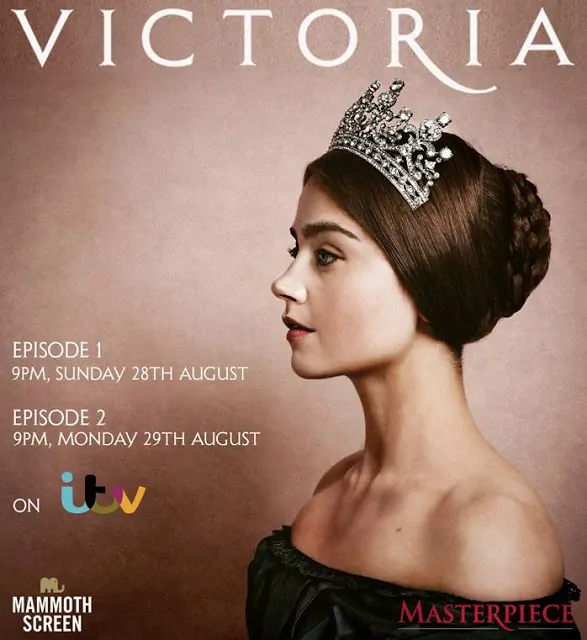 VICTORIA
EPISODE 1
9PM, SUNDAY 28TH AUGUST
EPISODE 2
9PM, MONDAY 29TH AUGUST
ON itv
MAMMOTH
SCREEN
MASTERPIECE